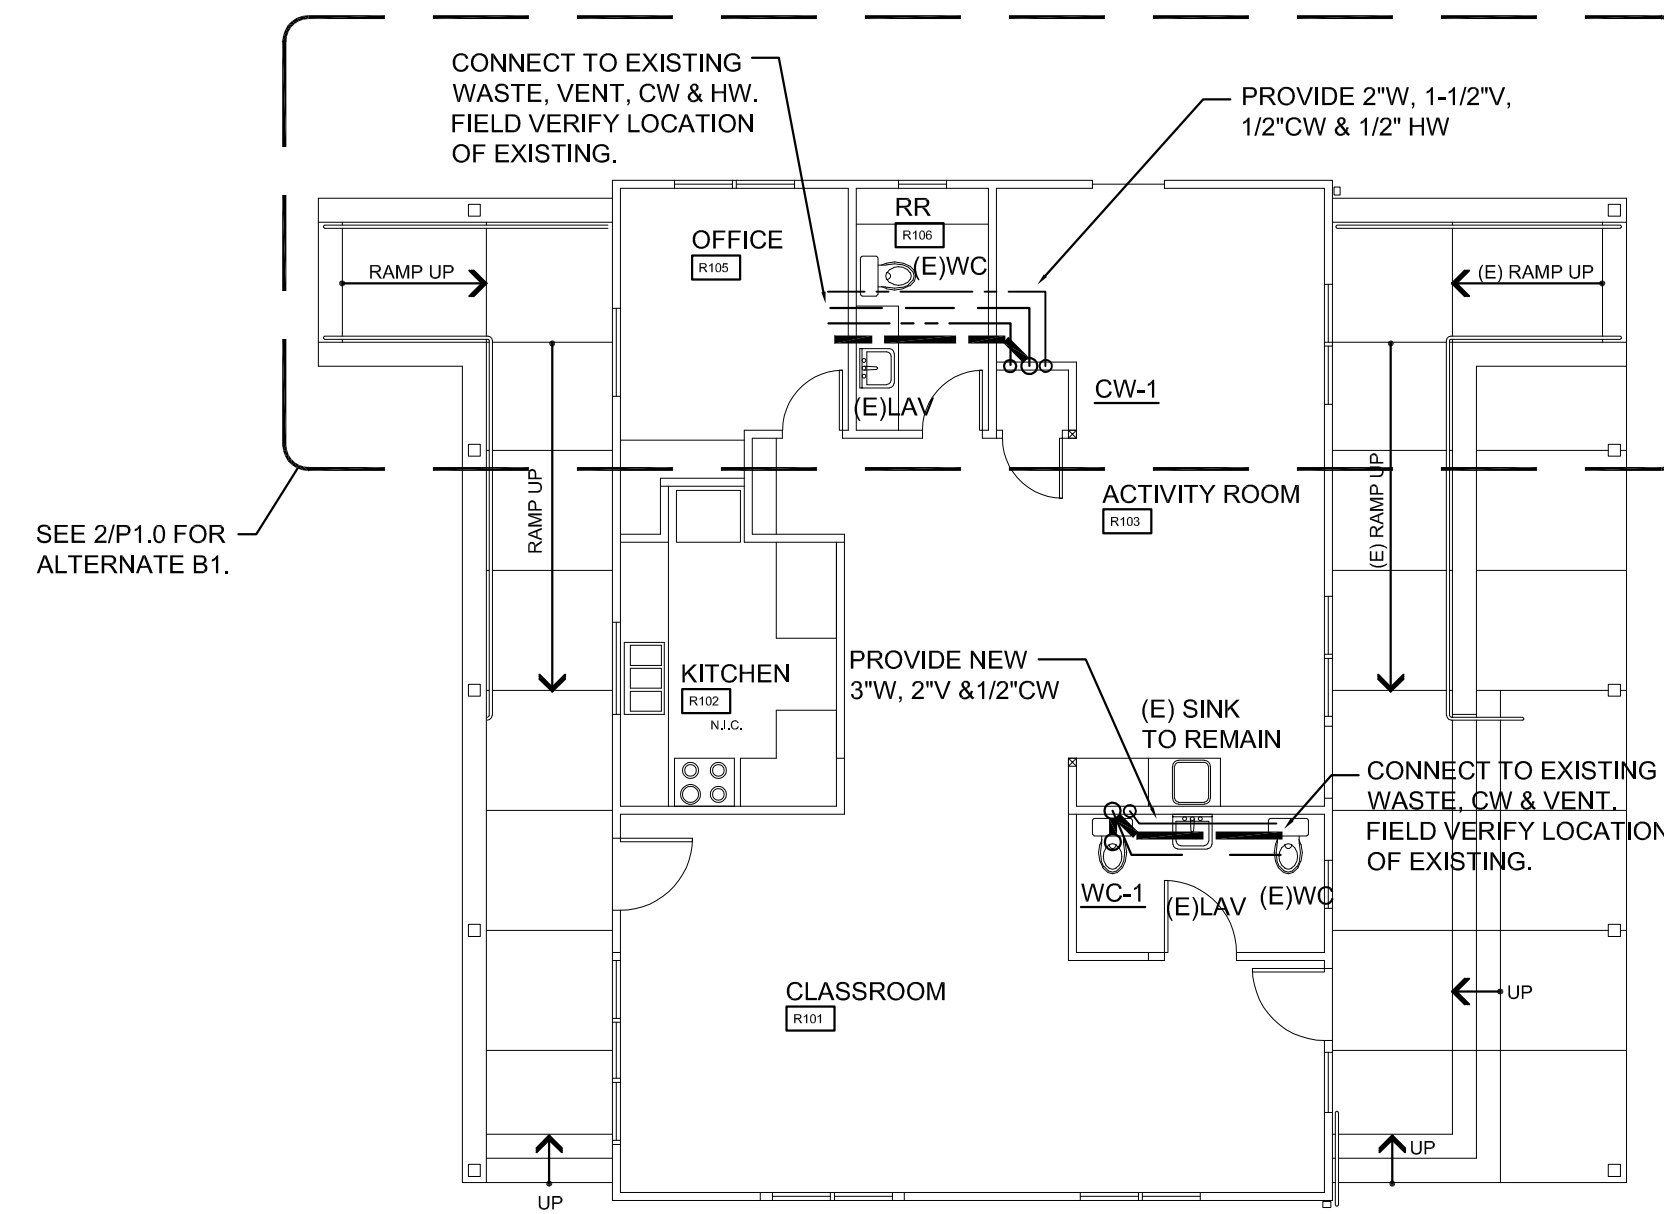 CONNECT TO EXISTING
WASTE, VENT, CW & HW.
FIELD VERIFY LOCATION
OF EXISTING.
PROVIDE 2"W, 1-1/2"V,
1/2"CW & 1/2" HW
RR
R106
OFFICE
R105
(E)WC
RAMP UP
(E) RAMP UP
CW-1
(E)LAV
RAMP UP
(E) RAMP UP
ACTIVITY ROOM
R103
SEE 2/P1.0 FOR
ALTERNATE B1.
KITCHEN
R102
N.I.C.
PROVIDE NEW
3"W, 2"V &1/2"CW
(E) SINK
TO REMAIN
CONNECT TO EXISTING
WASTE, CW & VENT.
FIELD VERIFY LOCATION
OF EXISTING.
WC-1
(E)LAV
(E)WC
CLASSROOM
R101
UP
UP
UP